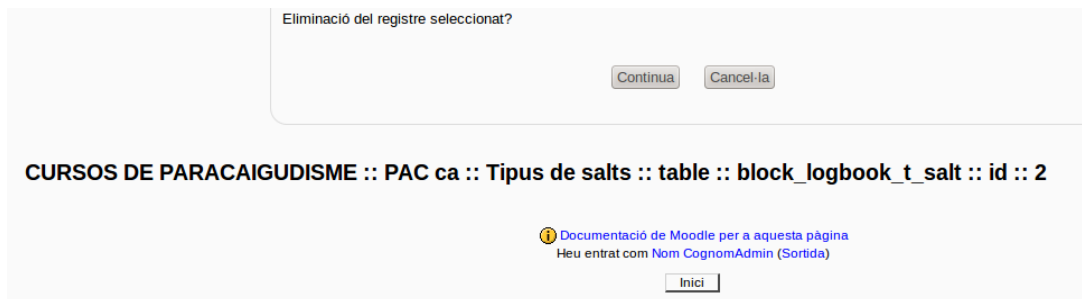 Eliminació del registre seleccionat?
Continua Cancel·la
CURSOS DE PARACAIGUDISME :: PAC ca :: Tipus de salts :: table :: block_logbook_t_salt :: id :: 2
Documentació de Moodle per a aquesta pàgina
Heu entrat com Nom CognomAdmin (Sortida)
Inici